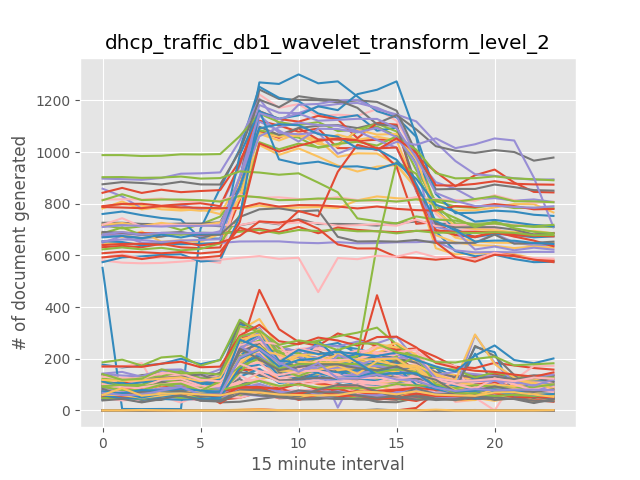 dhcp_traffic_db1_wavelet_transform_level_2
# of document generated
1200
1000
800
600
400
200
0
0 5 10 15 20
15 minute interval